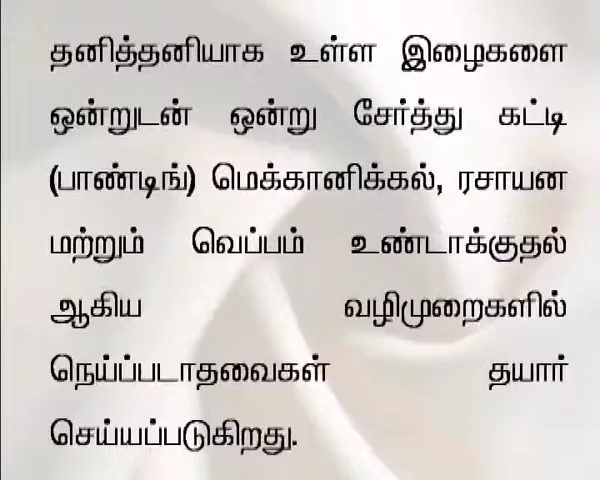 தனித்தனியாக உள்ள இழைகளை
ஒன்றுடன் ஒன்று சேர்த்து கட்டி
(பாண்டிங்) மெக்கானிக்கல், ரசாயன
மற்றும் வெப்பம் உண்டாக்குதல்
ஆகிய வழிமுறைகளில்
நெய்ப்படாதவைகள் தயார்
செய்யப்படுகிறது.